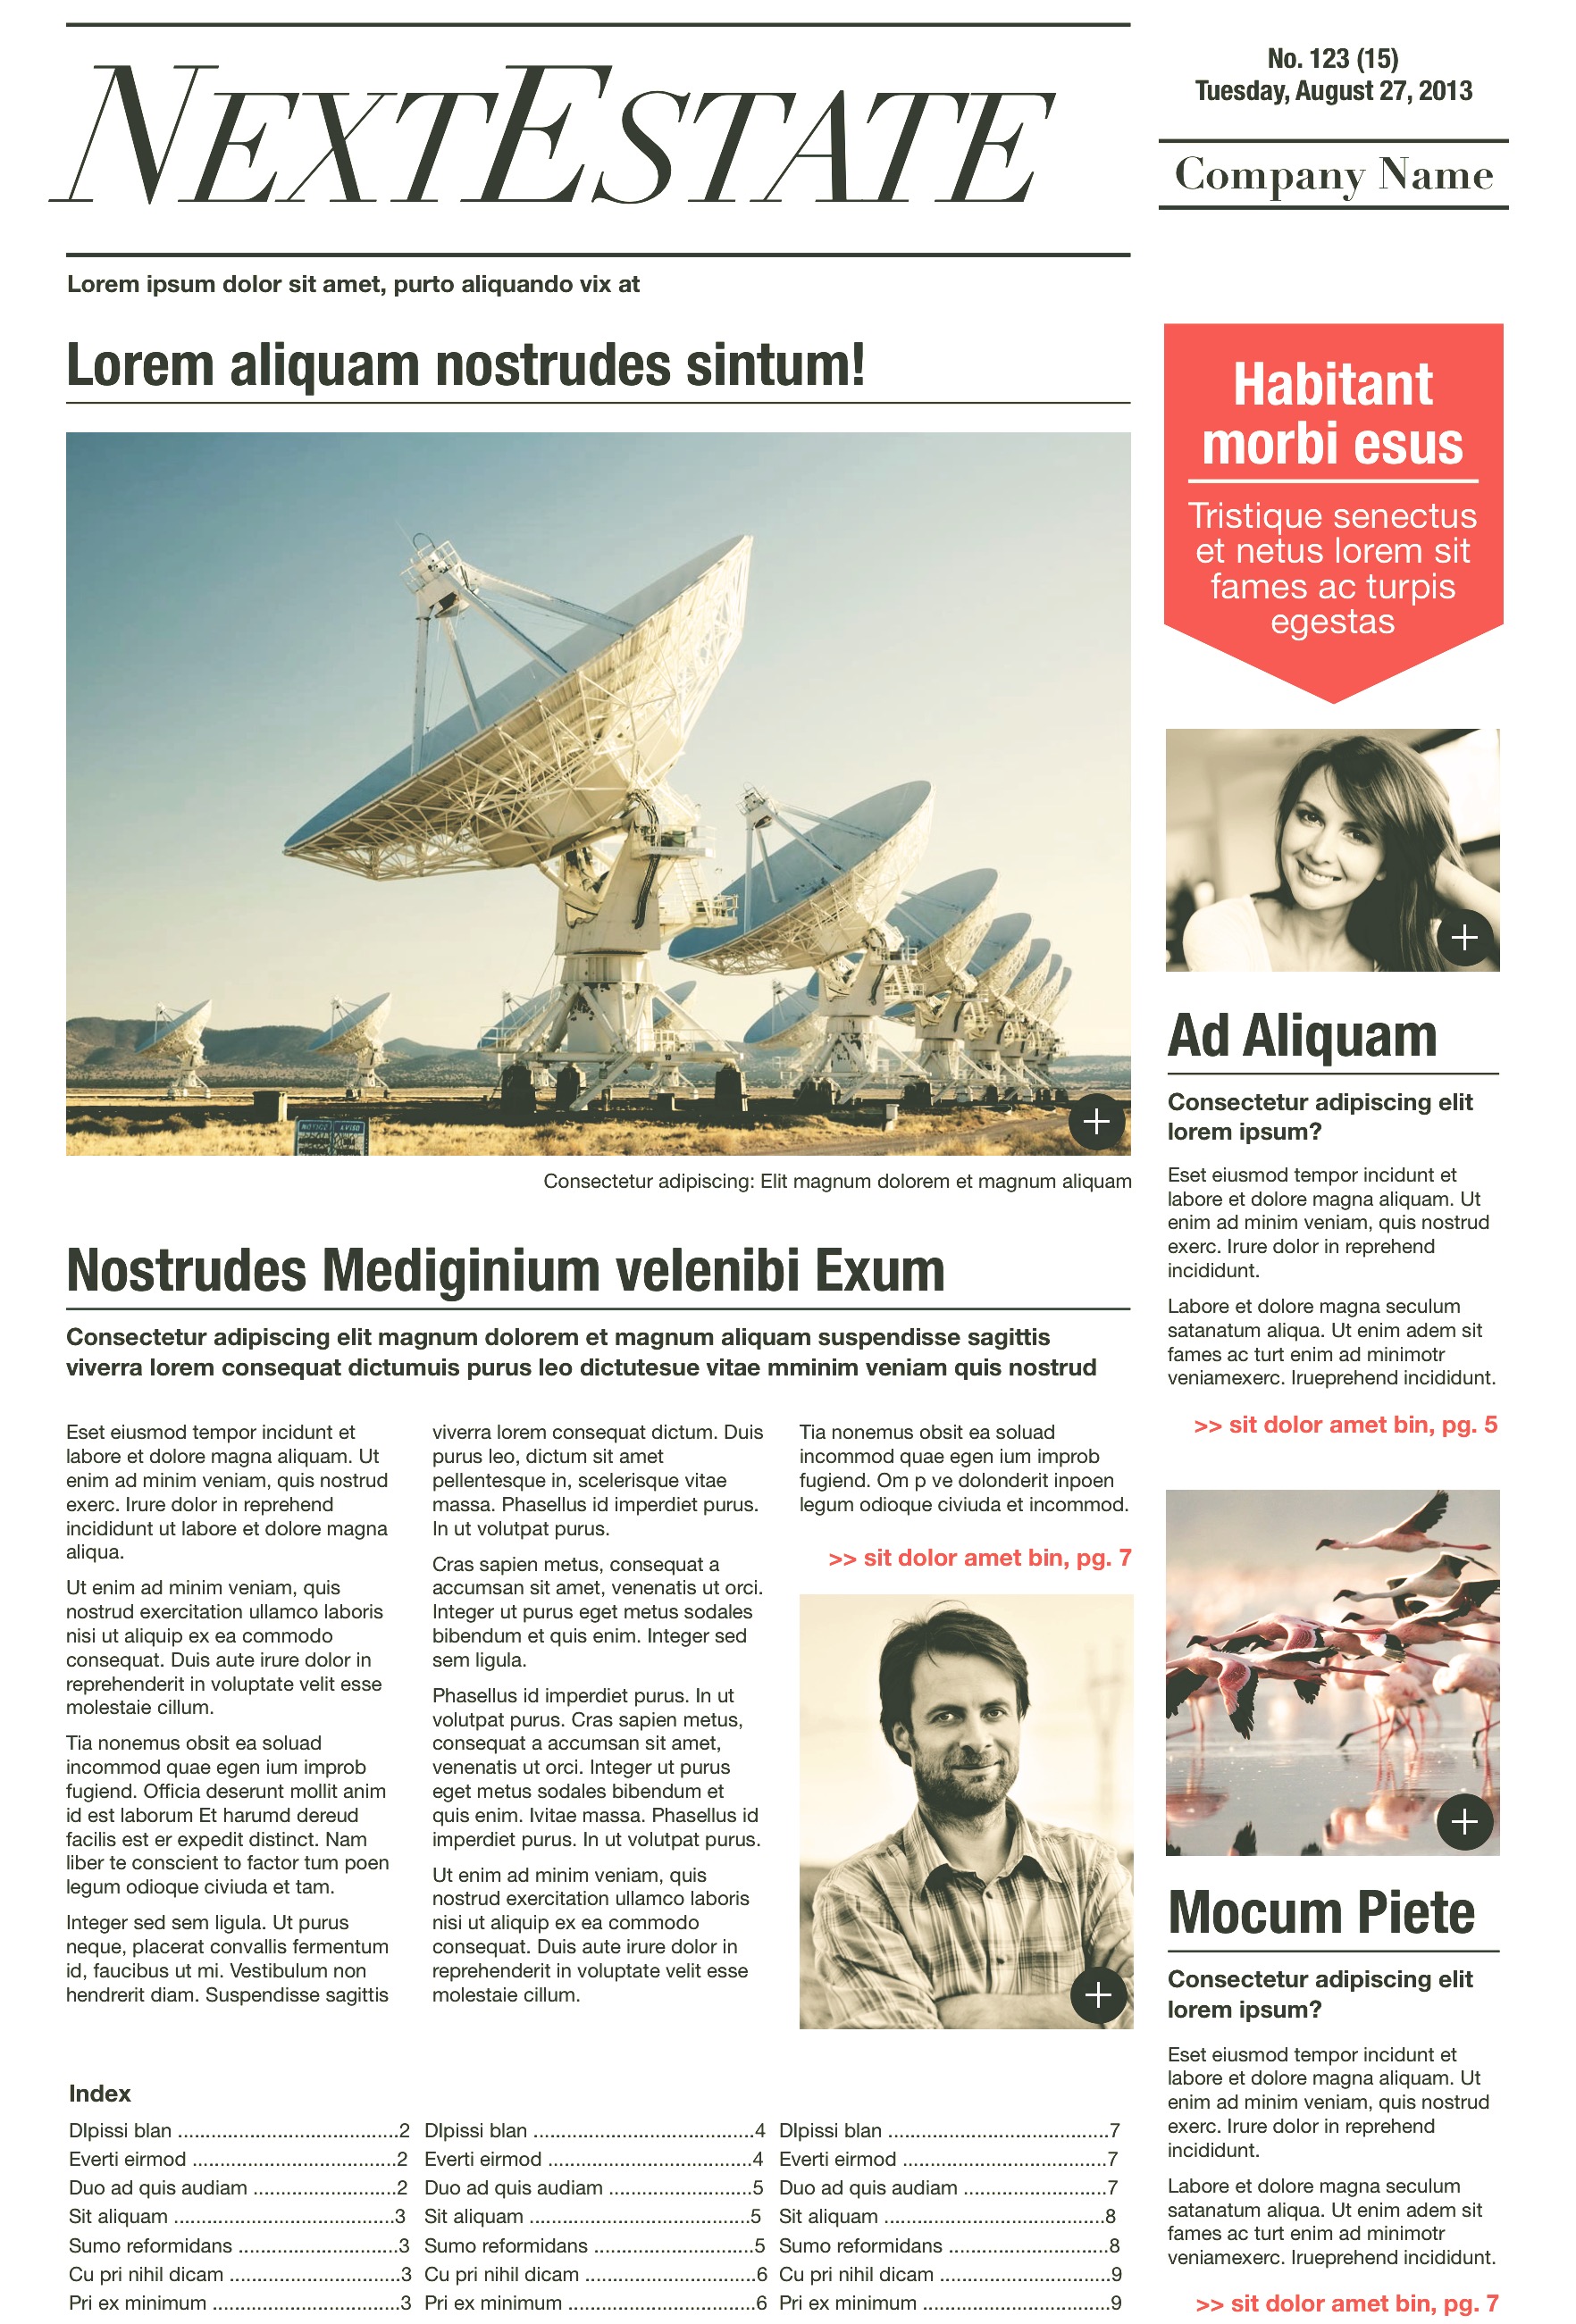 NEXTESTATE
No. 123 (15)
Tuesday, August 27, 2013
Company Name
Lorem ipsum dolor sit amet, purto aliquando vix at
Lorem aliquam nostrudes sintum!
NOTICE AVISO
Consectetur adipiscing: Elit magnum dolorem et magnum aliquam
Nostrudes Mediginium velenibi Exum
Consectetur adipiscing elit magnum dolorem et magnum aliquam suspendisse sagittis
viverra lorem consequat dictumuis purus leo dictutesue vitae mminim veniam quis nostrud
Eset eiusmod tempor incidunt et
labore et dolore magna aliquam. Ut
enim ad minim veniam, quis nostrud
exerc. Irure dolor in reprehend
incididunt ut labore et dolore magna
aliqua.
Ut enim ad minim veniam, quis
nostrud exercitation ullamco laboris
nisi ut aliquip ex ea commodo
consequat. Duis aute irure dolor in
reprehenderit in voluptate velit esse
molestaie cillum.
Tia nonemus obsit ea soluad
incommod quae egen ium improb
fugiend. Officia deserunt mollit anim
id est laborum Et harumd dereud
facilis est er expedit distinct. Nam
liber te conscient to factor tum poen
legum odioque civiuda et tam.
Integer sed sem ligula. Ut purus
neque, placerat convallis fermentum
id, faucibus ut mi. Vestibulum non
hendrerit diam. Suspendisse sagittis
viverra lorem consequat dictum. Duis
purus leo, dictum sit amet
pellentesque in, scelerisque vitae
massa. Phasellus id imperdiet purus.
In ut volutpat purus.
Cras sapien metus, consequat a
accumsan sit amet, venenatis ut orci.
Integer ut purus eget metus sodales
bibendum et quis enim. Integer sed
sem ligula.
Phasellus id imperdiet purus. In ut
volutpat purus. Cras sapien metus,
consequat a accumsan sit amet,
venenatis ut orci. Integer ut purus
eget metus sodales bibendum et
quis enim. Ivitae massa. Phasellus id
imperdiet purus. In ut volutpat purus.
Ut enim ad minim veniam, quis
nostrud exercitation ullamco laboris
nisi ut aliquip ex ea commodo
consequat. Duis aute irure dolor in
reprehenderit in voluptate velit esse
molestaie cillum.
Tia nonemus obsit ea soluad
incommod quae egen ium improb
fugiend. Om p ve dolonderit inpoen
legum odioque civiuda et incommod.
>> sit dolor amet bin, pg. 7
Index
DIpissi blan ..........................................2
Everti eirmod .....................................2
Duo ad quis audiam ............................2
Sit aliquam ........................................3
Sumo reformidans .............................3
Cu pri nihil dicam ...............................3
Pri ex minimum ..................................3
DIpissi blan ........................................4
Everti eirmod .....................................4
Duo ad quis audiam ..........................5
Sit aliquam ..........................................5
Sumo reformidans ...............................5
Cu pri nihil dicam ...............................6
Pri ex minimum ..................................6
DIpissi blan ........................................7
Everti eirmod .....................................7
Duo ad quis audiam ..........................7
Sit aliquam ........................................8
Sumo reformidans .............................8
Cu pri nihil dicam .................................9
Pri ex minimum ..................................9
Habitant
morbi esus
Tristique senectus
et netus lorem sit
fames ac turpis
egestas
Ad Aliquam
Consectetur adipiscing elit
lorem ipsum?
Eset eiusmod tempor incidunt et
labore et dolore magna aliquam. Ut
enim ad minim veniam, quis nostrud
exerc. Irure dolor in reprehend
incididunt.
Labore et dolore magna seculum
satanatum aliqua. Ut enim adem sit
fames ac turt enim ad minimotr
veniamexerc. Irueprehend incididunt.
>> sit dolor amet bin, pg. 5
Mocum Piete
Consectetur adipiscing elit
lorem ipsum?
Eset eiusmod tempor incidunt et
labore et dolore magna aliquam. Ut
enim ad minim veniam, quis nostrud
exerc. Irure dolor in reprehend
incididunt.
Labore et dolore magna seculum
satanatum aliqua. Ut enim adem sit
fames ac turt enim ad minimotr
veniamexerc. Irueprehend incididunt.
>> sit dolor amet bin, pg. 7